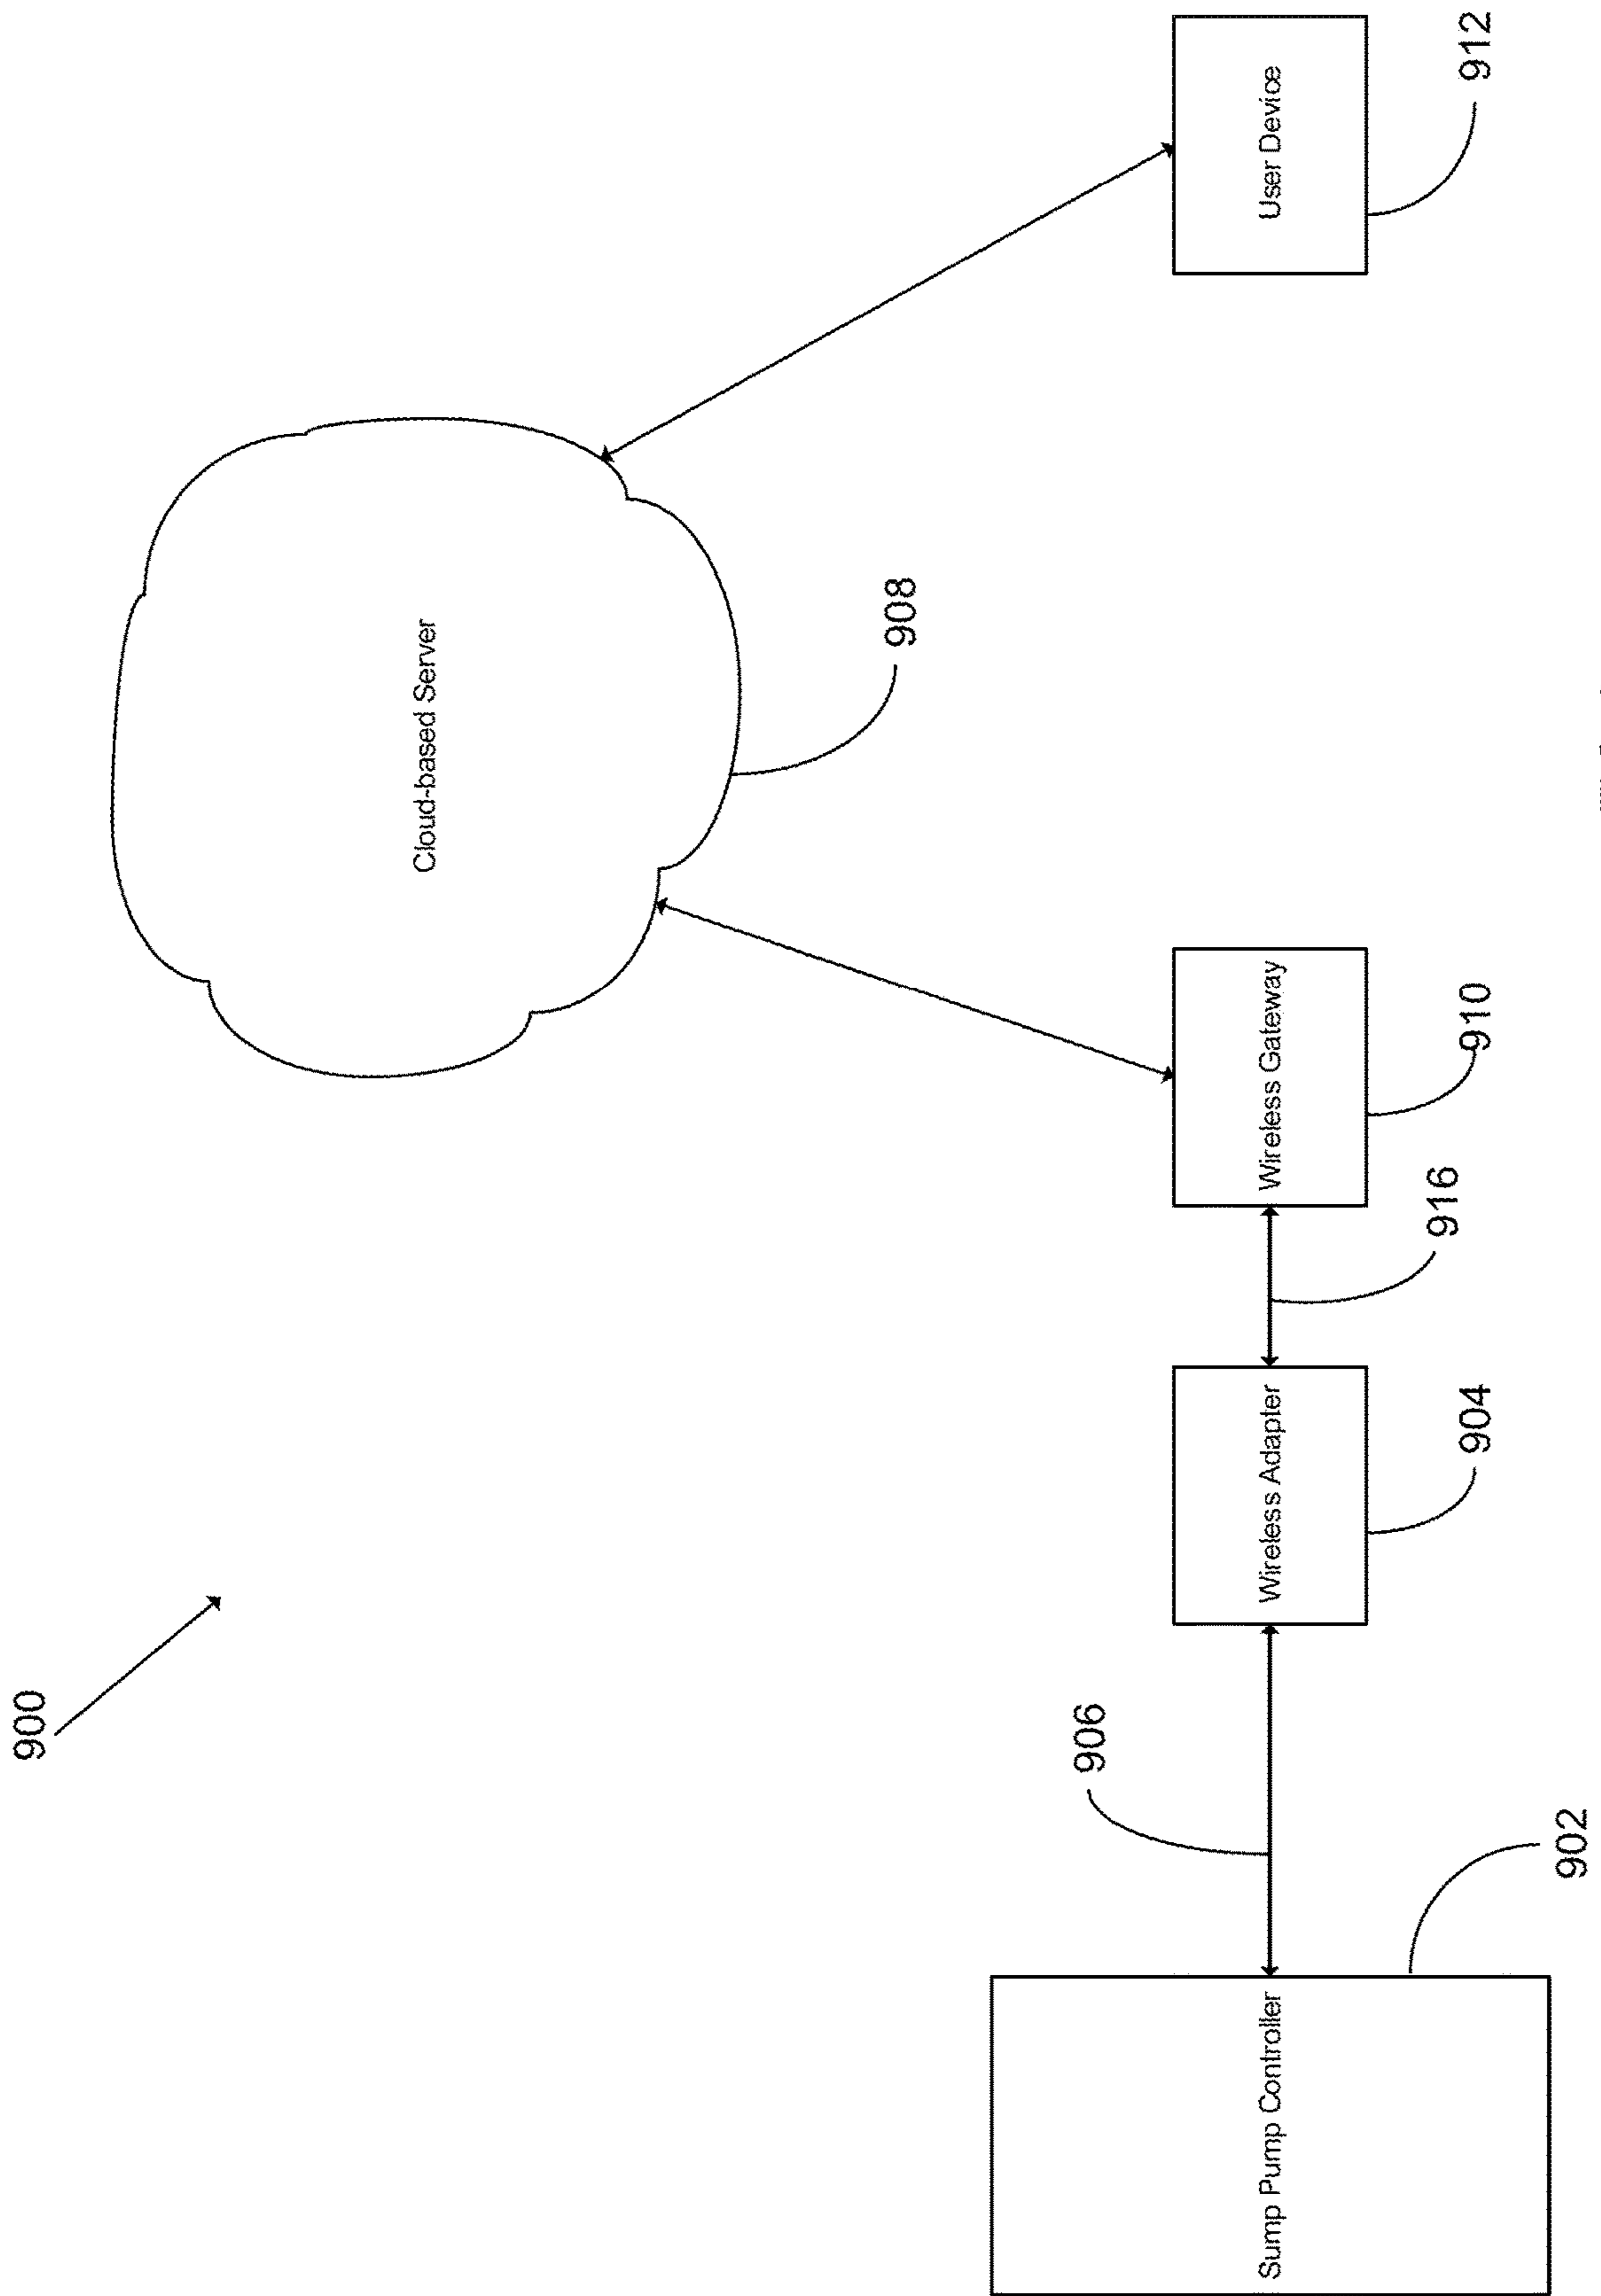 900
Cloud-based Server
908
User Device
912
Wireless Gateway
910
916
Wireless Adapter
904
906
Sump Pump Controller
902